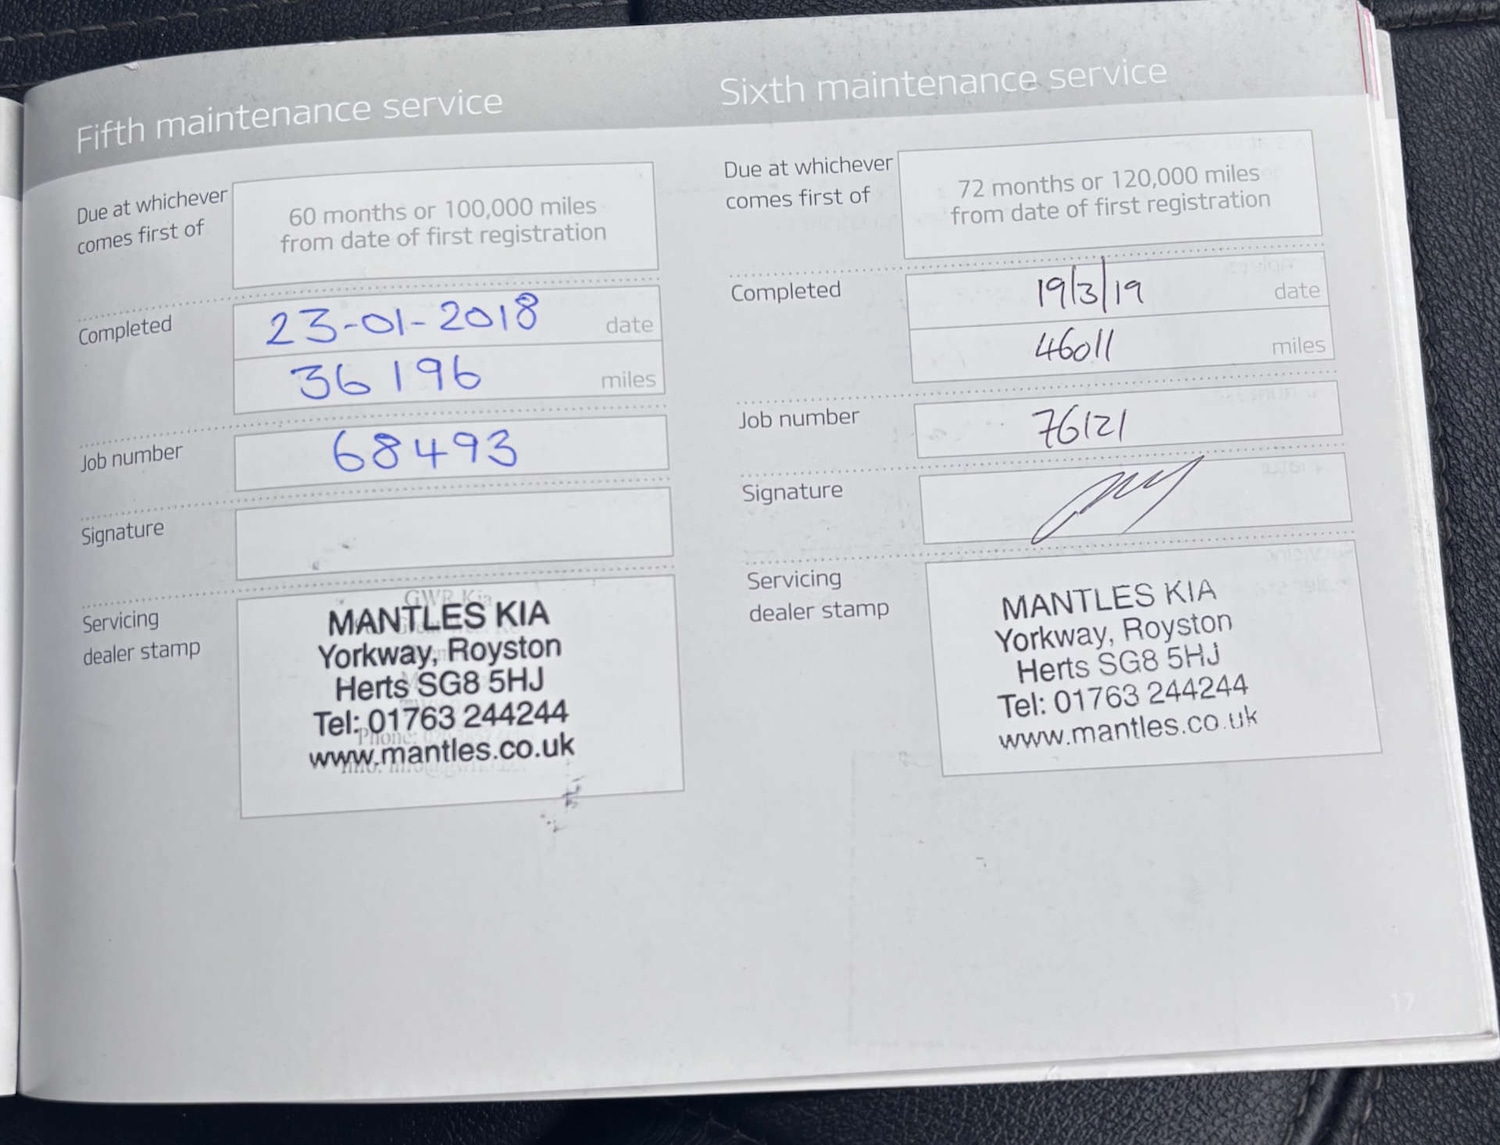 Fifth maintenance service
Due at whichever
comes first of
60 months or 100,000 miles
from date of first registration
Completed
23-01-2018 date
36196 miles
Job number
68493
Signature
Servicing
dealer stamp
GWR Kia
MANTLES KIA
Yorkway, Royston
Herts SG8 5HJ
Tel: 01763 244244
Phone:
www.mantles.co.uk
Sixth maintenance service
Due at whichever
comes first of
72 months or 120,000 miles
from date of first registration
Completed
19/3/19 date
46011 miles
Job number
76121
Signature
Servicing
dealer stamp
MANTLES KIA
Yorkway, Royston
Herts SG8 5HJ
Tel: 01763 244244
www.mantles.co.uk
17